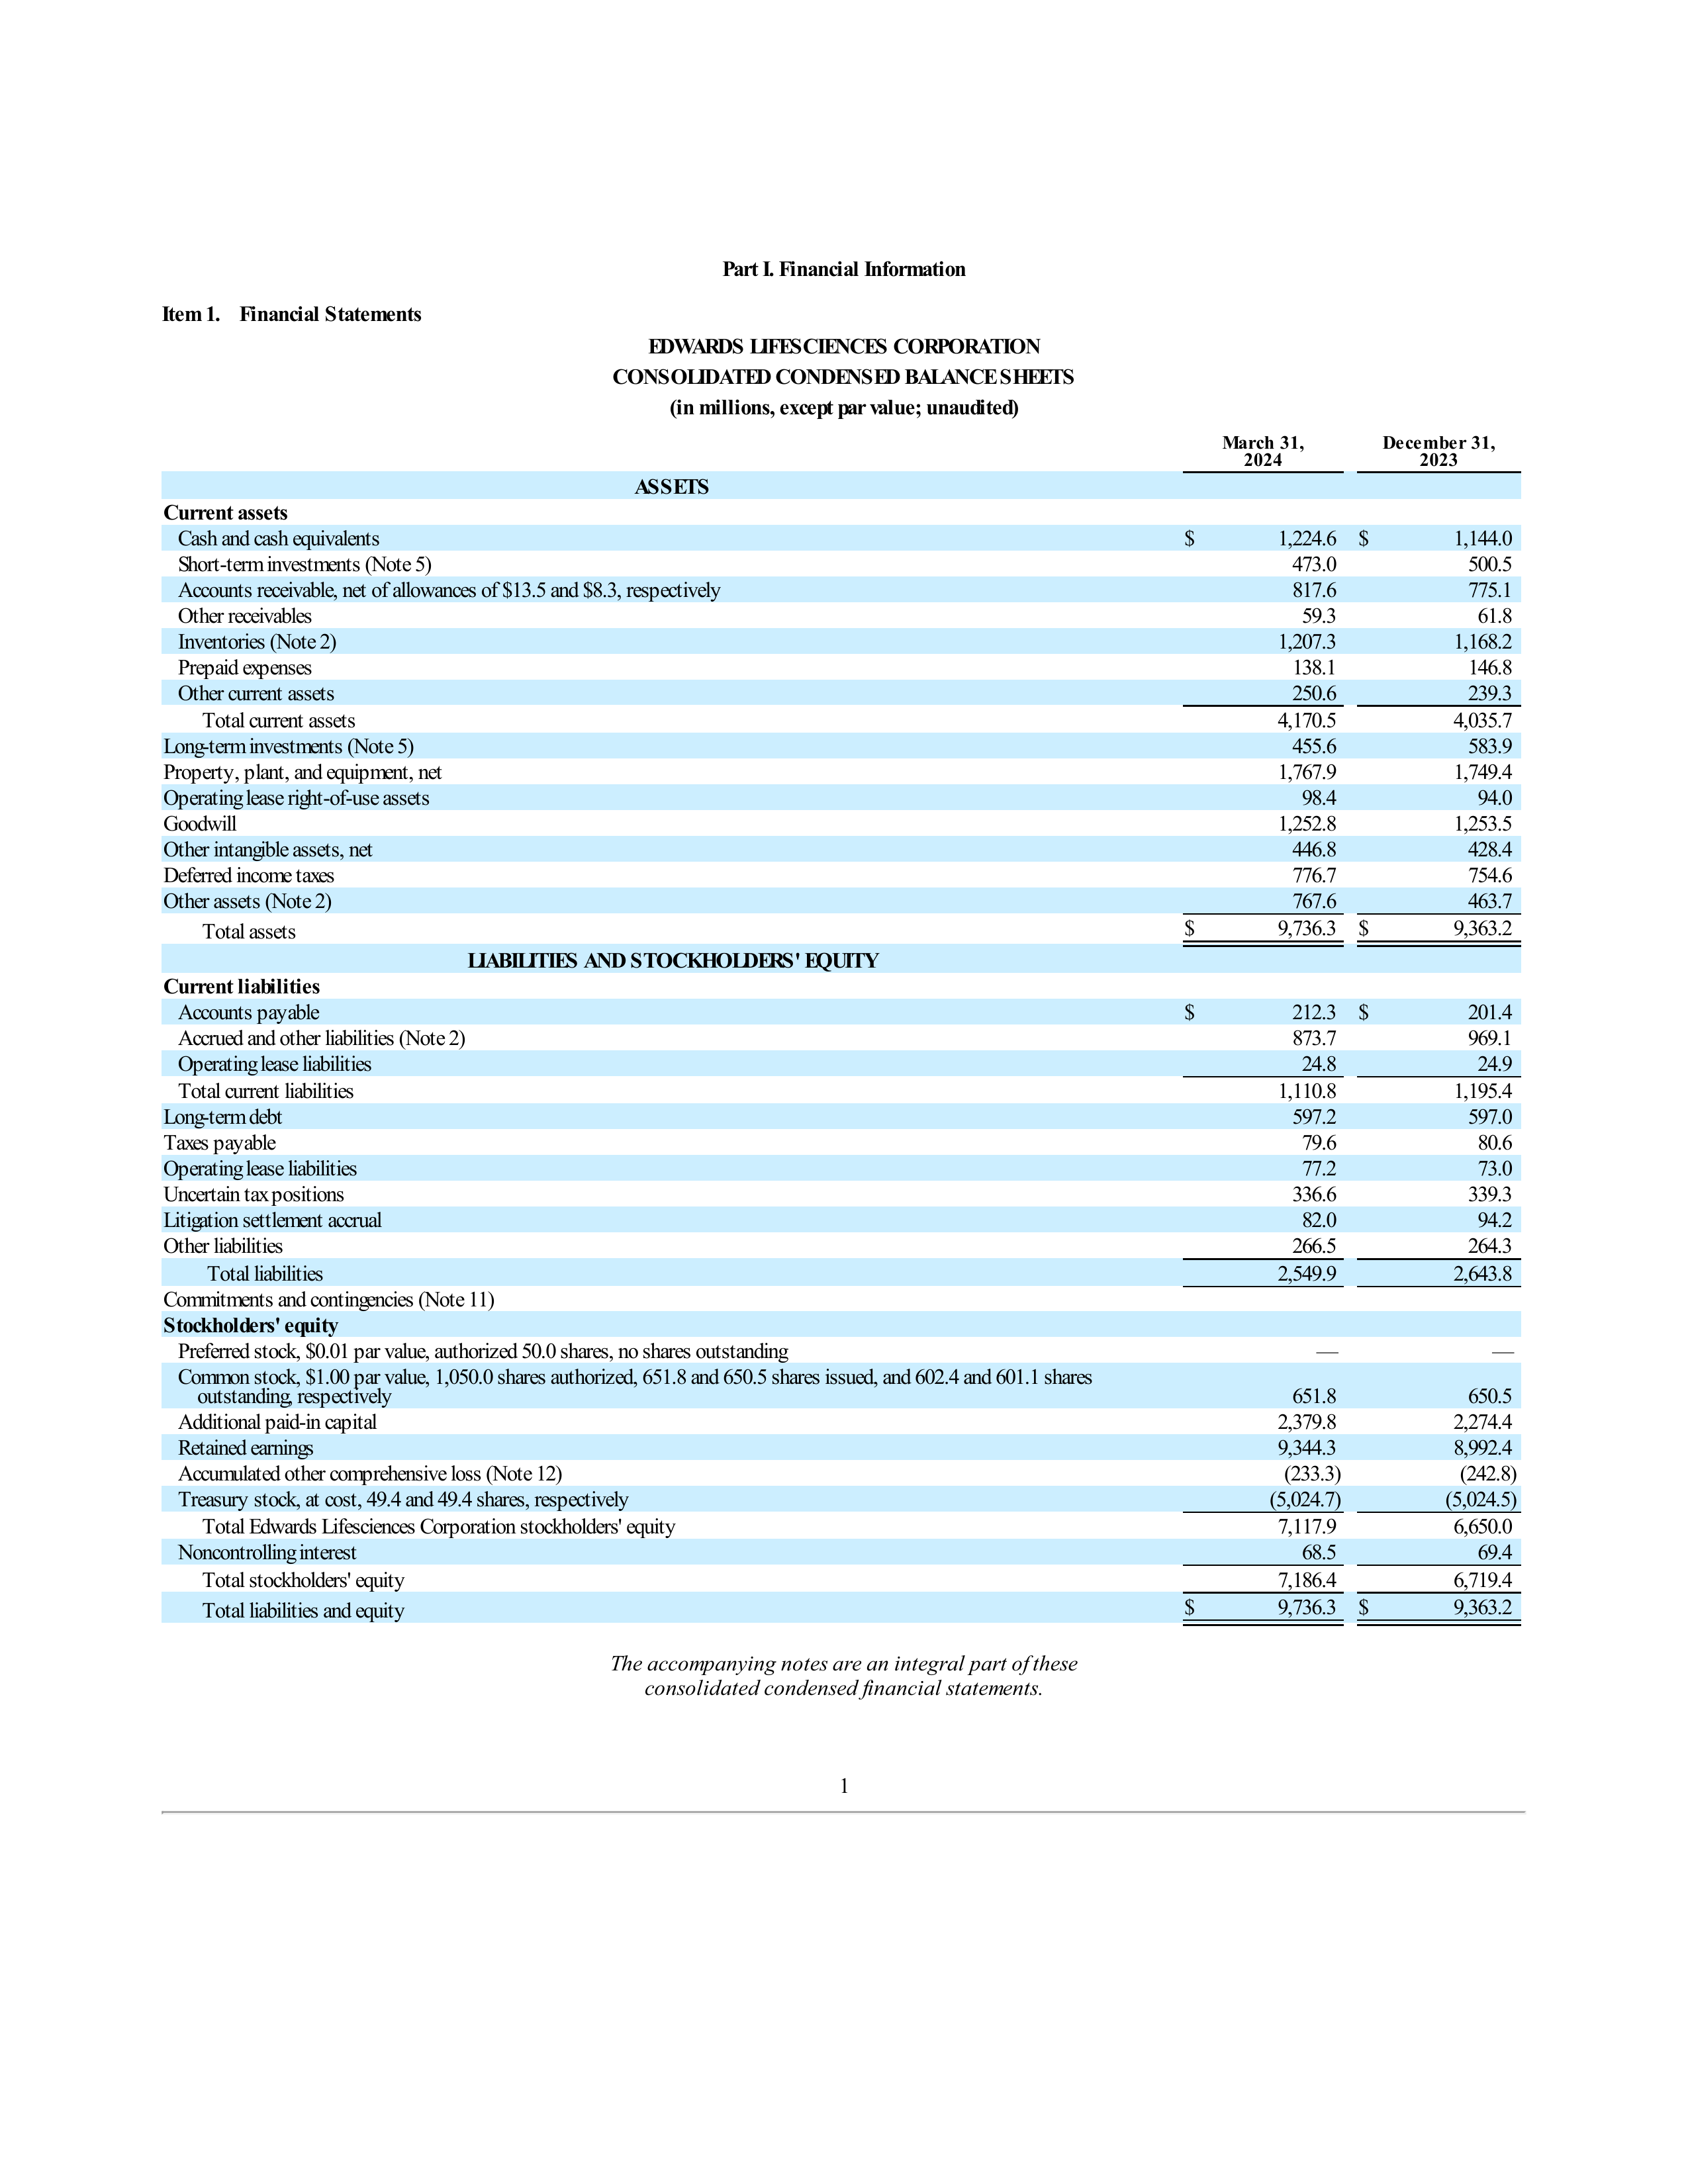 Part I. Financial Information
Item 1. Financial Statements
EDWARDS LIFESCIENCES CORPORATION
CONSOLIDATED CONDENSED BALANCE SHEETS
(in millions, except par value; unaudited)
March 31, 2024 December 31, 2023
ASSETS
Current assets
Cash and cash equivalents $ 1,224.6 $ 1,144.0
Short-term investments (Note 5) 473.0 500.5
Accounts receivable, net of allowances of $13.5 and $8.3, respectively 817.6 775.1
Other receivables 59.3 61.8
Inventories (Note 2) 1,207.3 1,168.2
Prepaid expenses 138.1 146.8
Other current assets 250.6 239.3
Total current assets 4,170.5 4,035.7
Long-term investments (Note 5) 455.6 583.9
Property, plant, and equipment, net 1,767.9 1,749.4
Operating lease right-of-use assets 98.4 94.0
Goodwill 1,252.8 1,253.5
Other intangible assets, net 446.8 428.4
Deferred income taxes 776.7 754.6
Other assets (Note 2) 767.6 463.7
Total assets $ 9,736.3 $ 9,363.2
LIABILITIES AND STOCKHOLDERS' EQUITY
Current liabilities
Accounts payable $ 212.3 $ 201.4
Accrued and other liabilities (Note 2) 873.7 969.1
Operating lease liabilities 24.8 24.9
Total current liabilities 1,110.8 1,195.4
Long-term debt 597.2 597.0
Taxes payable 79.6 80.6
Operating lease liabilities 77.2 73.0
Uncertain tax positions 336.6 339.3
Litigation settlement accrual 82.0 94.2
Other liabilities 266.5 264.3
Total liabilities 2,549.9 2,643.8
Commitments and contingencies (Note 11)
Stockholders' equity
Preferred stock, $0.01 par value, authorized 50.0 shares, no shares outstanding — —
Common stock, $1.00 par value, 1,050.0 shares authorized, 651.8 and 650.5 shares issued, and 602.4 and 601.1 shares
outstanding, respectively 651.8 650.5
Additional paid-in capital 2,379.8 2,274.4
Retained earnings 9,344.3 8,992.4
Accumulated other comprehensive loss (Note 12) (233.3) (242.8)
Treasury stock, at cost, 49.4 and 49.4 shares, respectively (5,024.7) (5,024.5)
Total Edwards Lifesciences Corporation stockholders' equity 7,117.9 6,650.0
Noncontrolling interest 68.5 69.4
Total stockholders' equity 7,186.4 6,719.4
Total liabilities and equity $ 9,736.3 $ 9,363.2
The accompanying notes are an integral part of these
consolidated condensed financial statements.
1